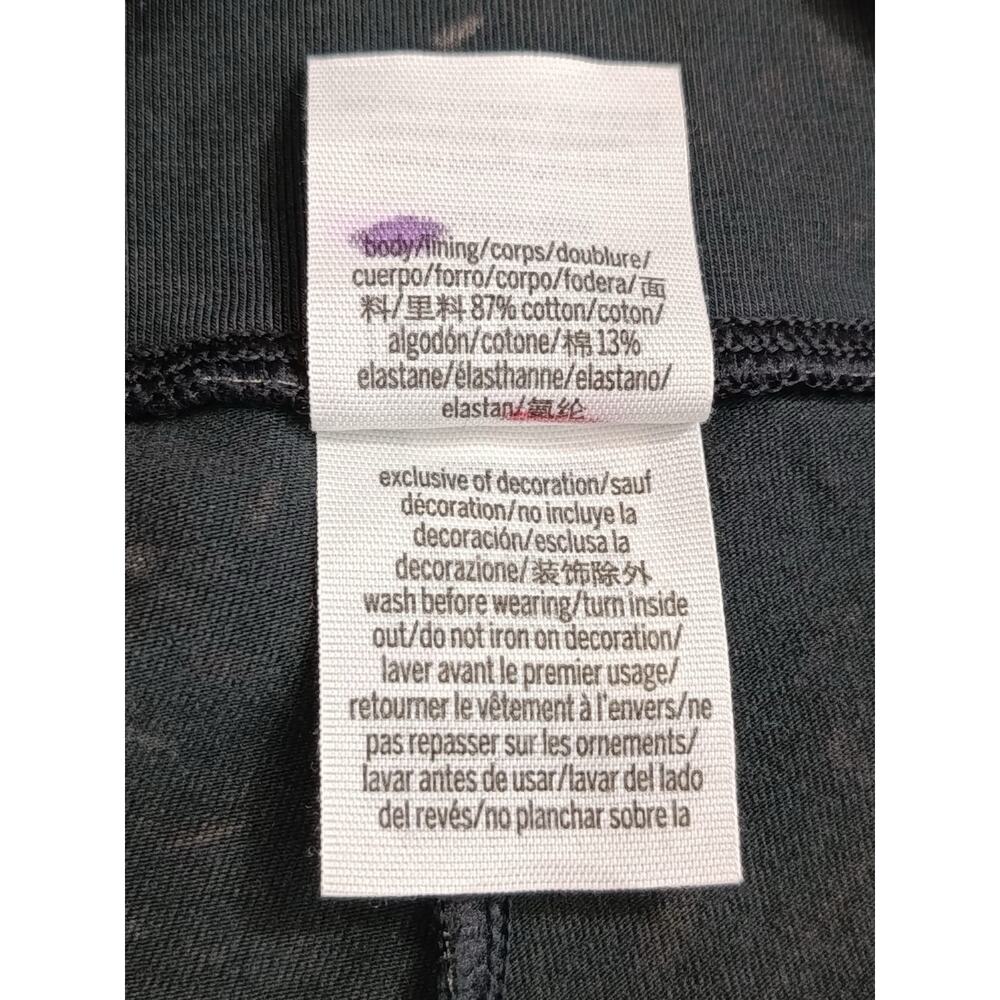 body/lining/corps/doublure/
cuerpo/forro/corpo/fodera/面
料/里料 87% cotton/coton/
algodón/cotone/棉 13%
elastane/élasthanne/elastano/
elastan/氨纶
exclusive of decoration/sauf
décoration/no incluye la
decoración/esclusa la
decorazione/装饰除外
wash before wearing/turn inside
out/do not iron on decoration/
laver avant le premier usage/
retourner le vêtement à l'envers/ne
pas repasser sur les ornements/
lavar antes de usar/lavar del lado
del revés/no planchar sobre la